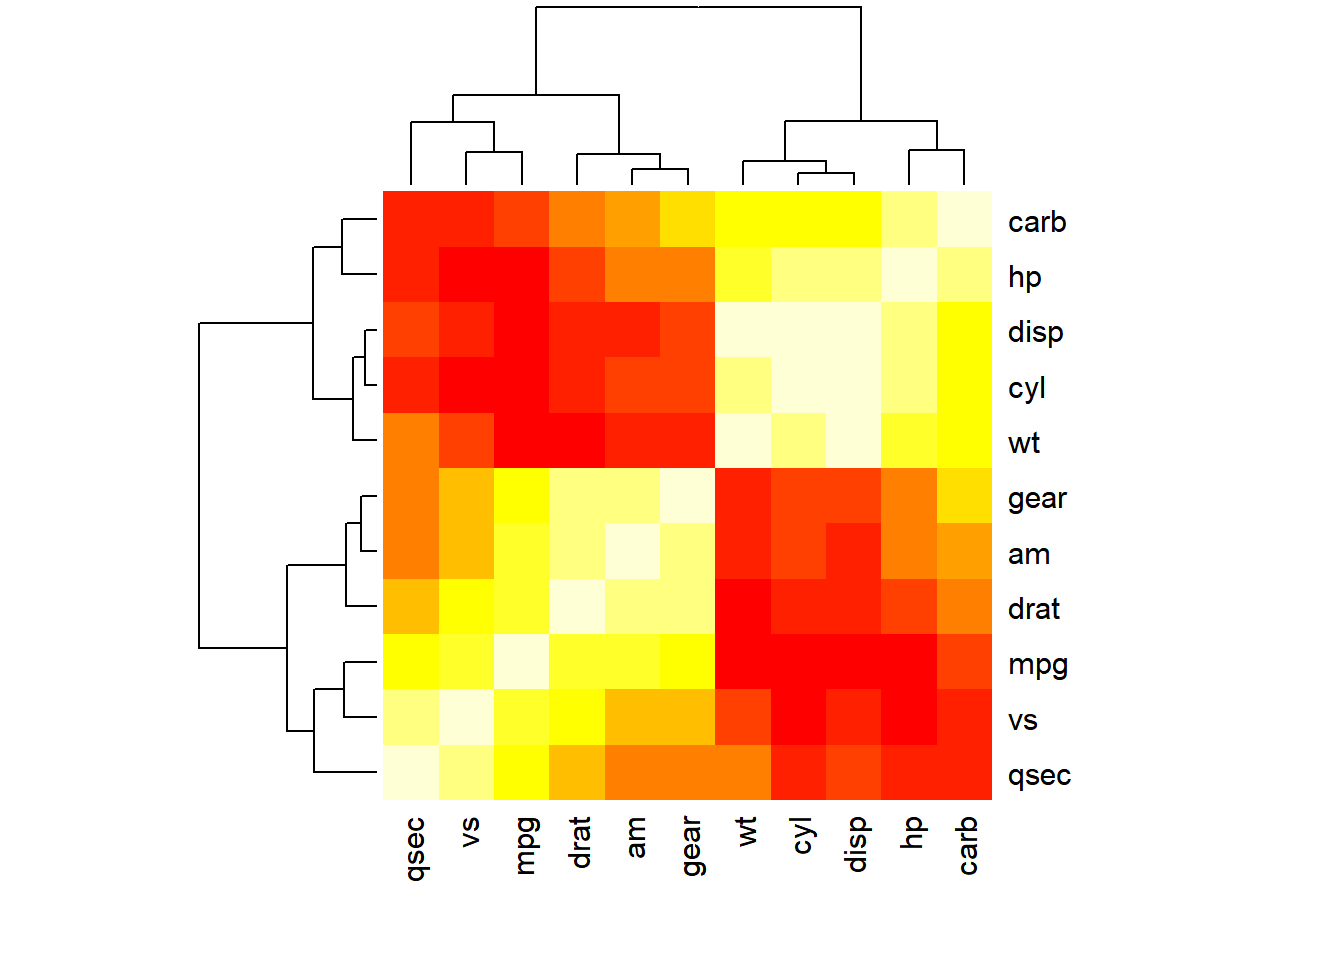 carb
hp
disp
cyl
wt
gear
am
drat
mpg
vs
qsec
qsec
vs
mpg
drat
am
gear
wt
cyl
disp
hp
carb